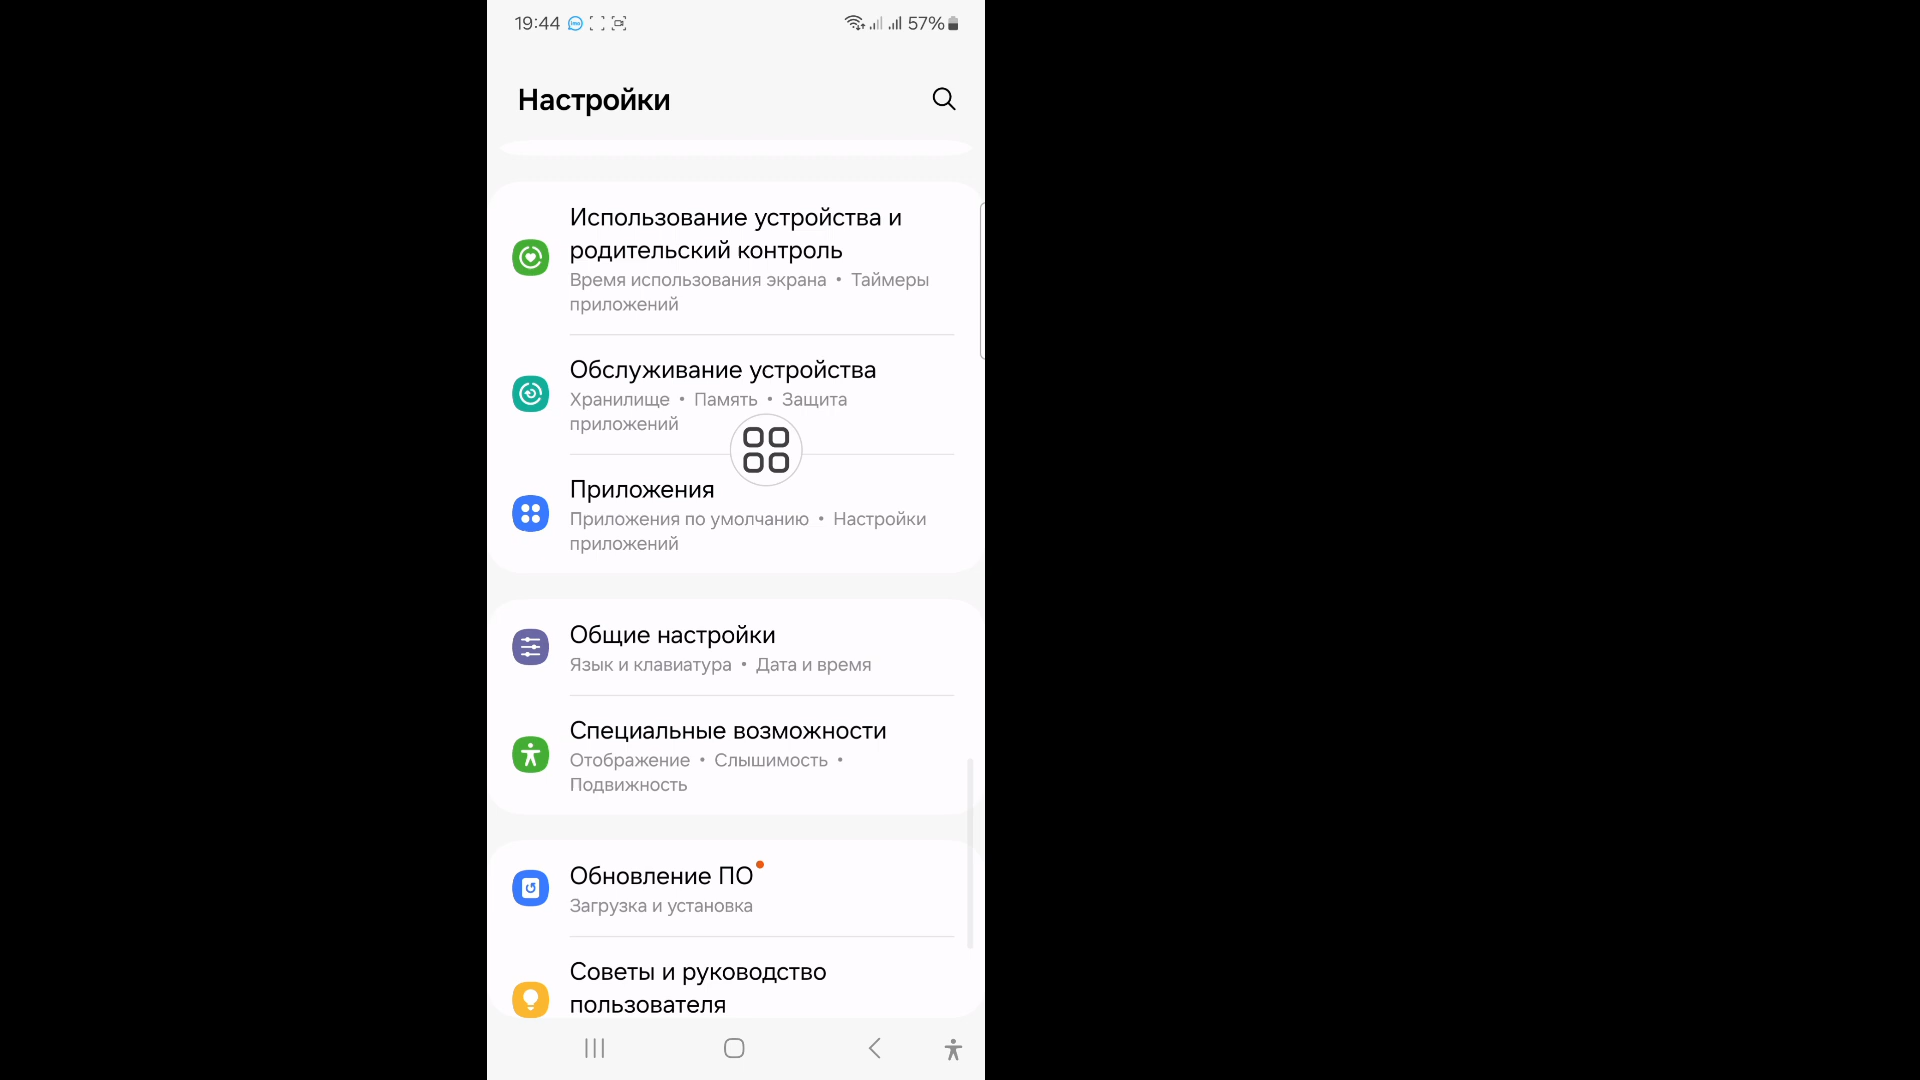 19:44
57%
Настройки
Использование устройства и
родительский контроль
Время использования экрана • Таймеры
приложений
Обслуживание устройства
Хранилище • Память • Защита
приложений
Приложения
Приложения по умолчанию • Настройки
приложений
Общие настройки
Язык и клавиатура • Дата и время
Специальные возможности
Отображение • Слышимость •
Подвижность
Обновление ПО
Загрузка и установка
Советы и руководство
пользователя